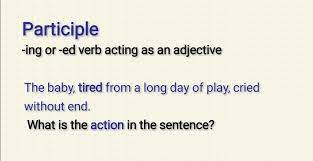 Participle
-ing or -ed verb acting as an adjective
The baby, tired from a long day of play, cried
without end.
What is the action in the sentence?